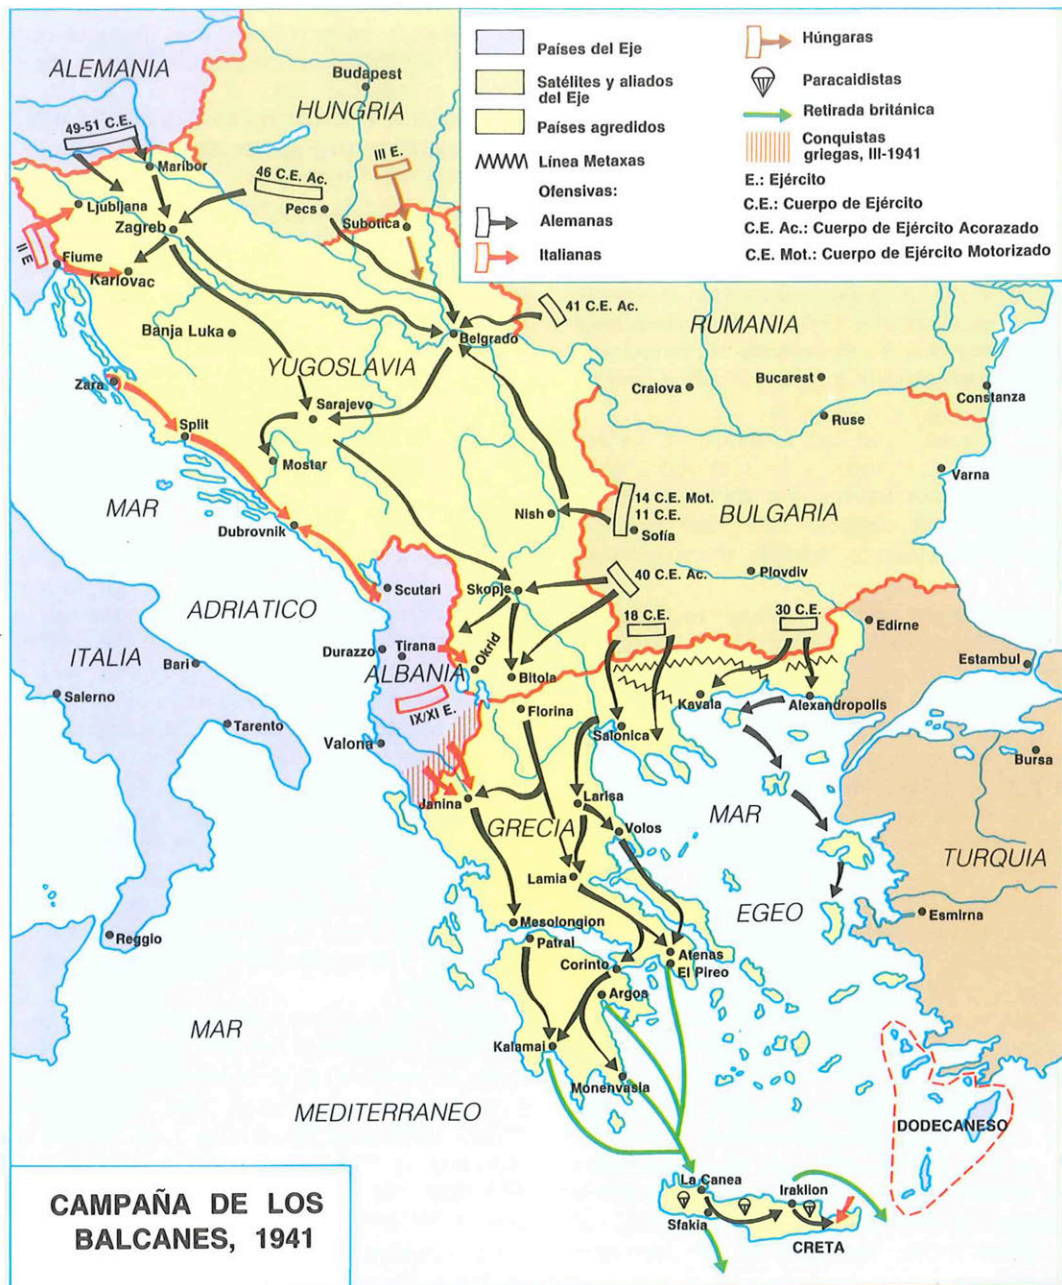 ALEMANIA
Budapest
HUNGRIA
49-51 C.E.
Maribor
46 C.E. Ac.
III E.
Ljubljana
Pecs
Subotica
Zagreb
II E
Fiume
Karlovac
41 C.E. Ac.
Banja Luka
Belgrado
RUMANIA
YUGOSLAVIA
Zara
Craiova
Bucarest
Constanza
Sarajevo
Ruse
Split
Mostar
Varna
MAR
14 C.E. Mot.
11 C.E.
Nish
BULGARIA
Dubrovnik
Sofía
Scutari
Skopje
40 C.E. Ac.
Plovdiv
ADRIATICO
18 C.E.
30 C.E.
Edirne
ITALIA
Bari
Durazzo
Tirana
Okrid
Estambul
ALBANIA
Bitola
Salerno
IX/XI E.
Kavala
Alexandropolis.
Tarento
Florina
Valona
Salonica
Bursa
Janina
Larisa
MAR
GRECIA
Volos
TURQUIA
Lamia
EGEO
Mesolongion
Esmirna
Reggio
Patrai
Corinto
Atenas
El Pireo
Argos
MAR
Kalamai
Monenvasia
MEDITERRANEO
DODECANESO
La Canea
Iraklion
Sfakia
CRETA
Países del Eje
Satélites y aliados
del Eje
Países agredidos
Línea Metaxas
Ofensivas:
Alemanas
Italianas
Húngaras
Paracaidistas
Retirada británica
Conquistas
griegas, III-1941
E.: Ejército
C.E.: Cuerpo de Ejército
C.E. Ac.: Cuerpo de Ejército Acorazado
C.E. Mot.: Cuerpo de Ejército Motorizado
CAMPAÑA DE LOS
BALCANES, 1941